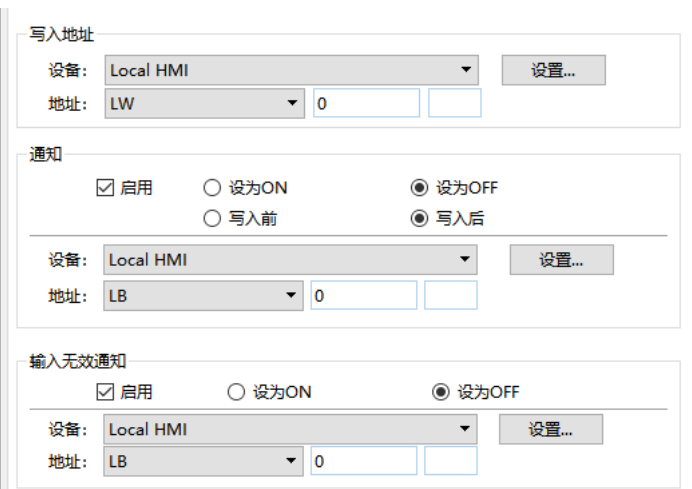 写入地址
设备: Local HMI 设置...
地址: LW 0
通知
启用 设为ON 设为OFF
写入前 写入后
设备: Local HMI 设置...
地址: LB 0
输入无效通知
启用 设为ON 设为OFF
设备: Local HMI 设置...
地址: LB 0